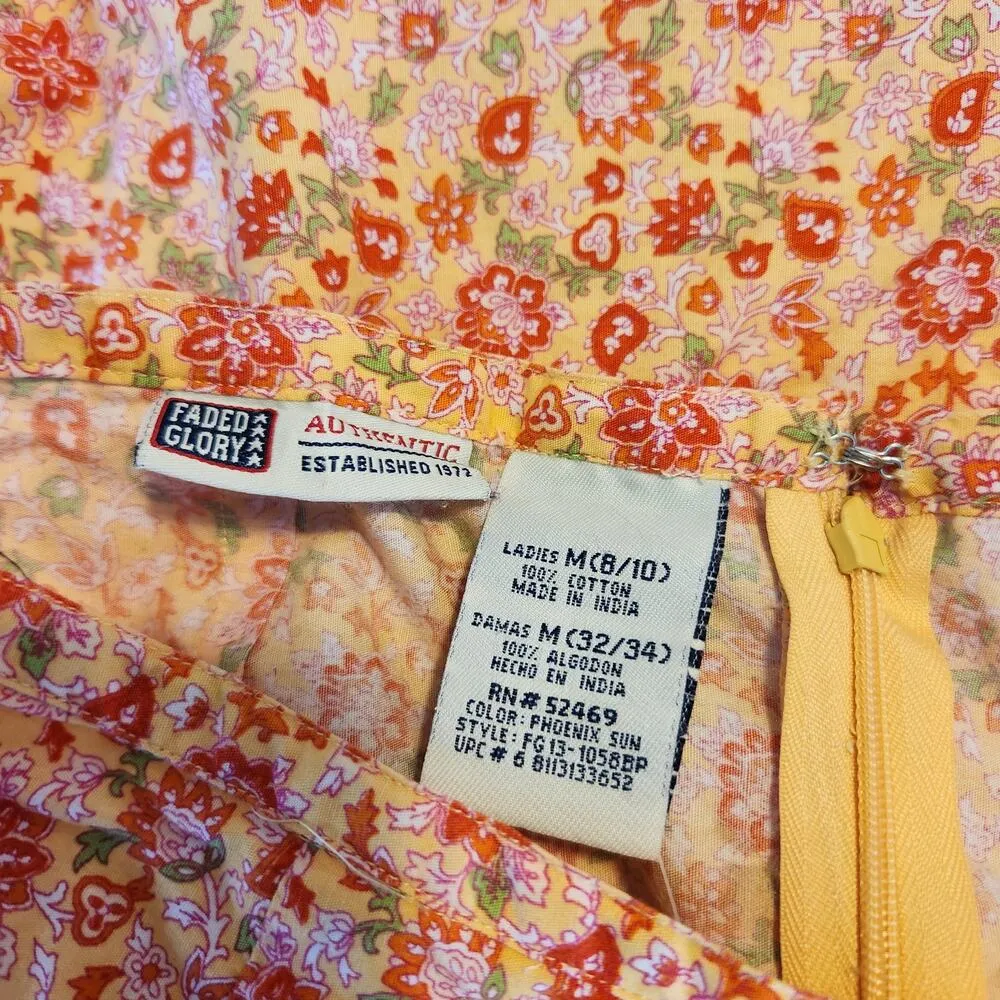 FADED
GLORY
AUTHENTIC
ESTABLISHED 1972
LADIES M(8/10)
100% COTTON
MADE IN INDIA
DAMAS M(32/34)
100% ALGODON
HECHO EN INDIA
RN# 52469
COLOR: PHOENIX SUN
STYLE: FG13-1058BP
UPC# 6 8113133652